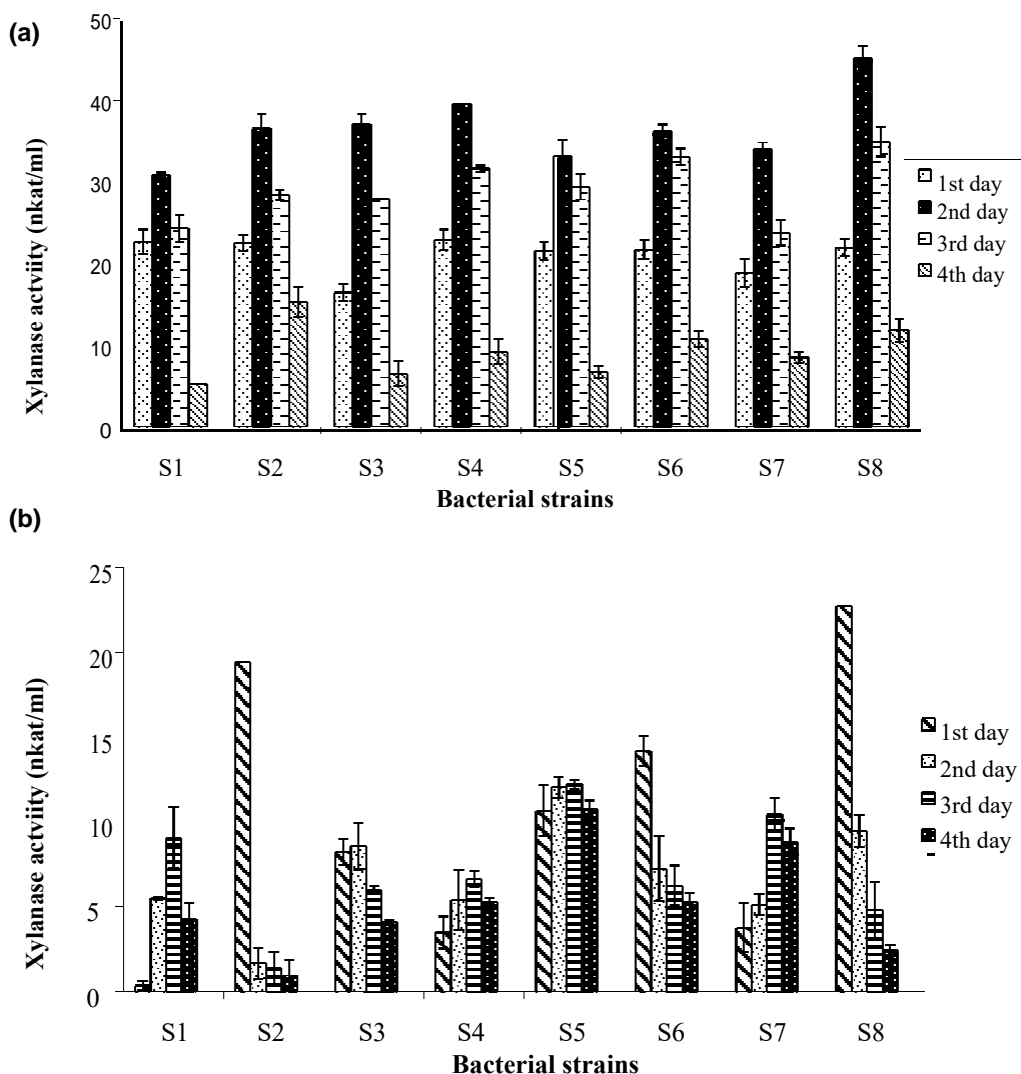 (a)
50
40
30
20
10
0
Xylanase actviity (nkat/ml)
S1 S2 S3 S4 S5 S6 S7 S8
Bacterial strains
1st day
2nd day
3rd day
4th day
(b)
25
20
15
10
5
0
Xylanase actviity (nkat/ml)
S1 S2 S3 S4 S5 S6 S7 S8
Bacterial strains
1st day
2nd day
3rd day
4th day